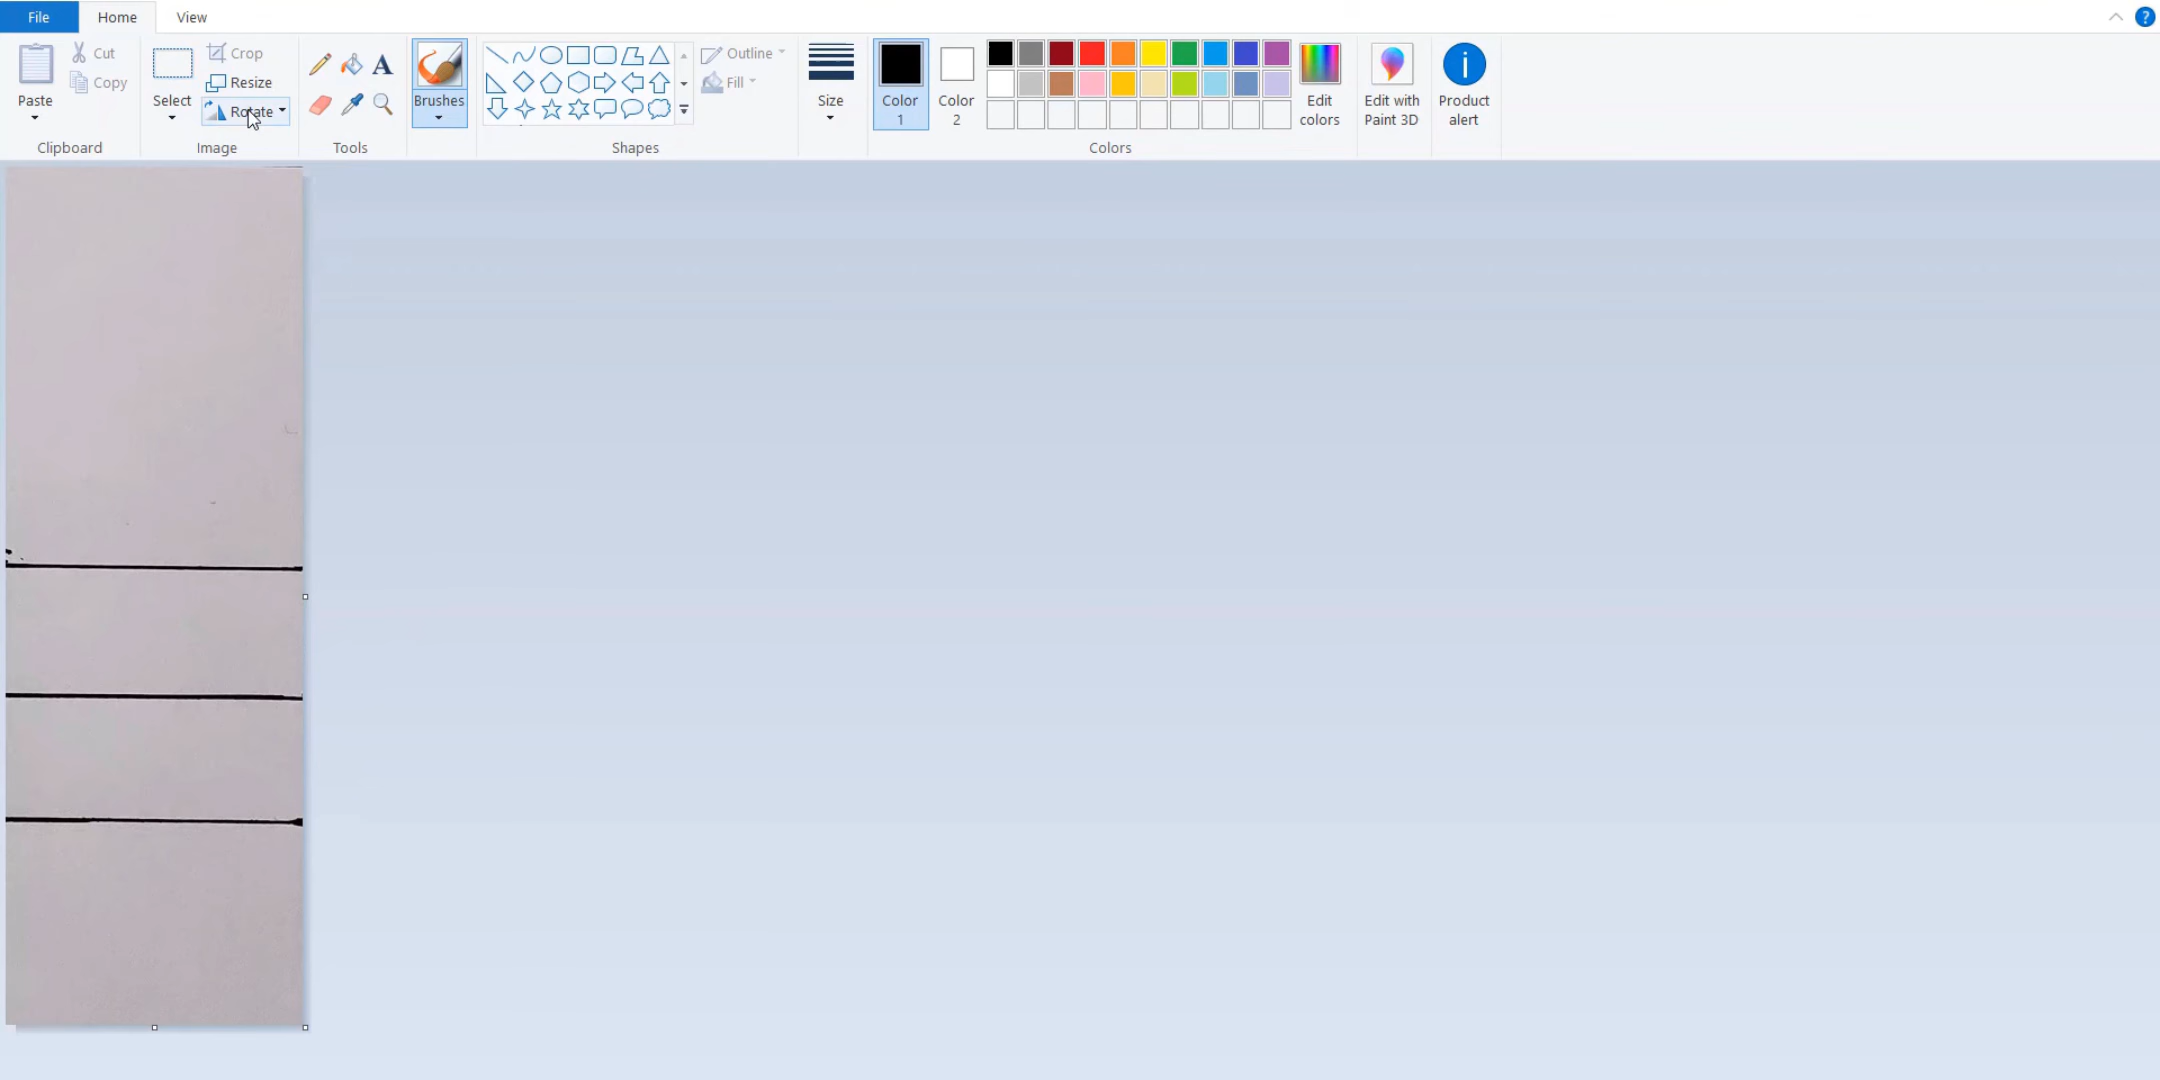 File Home View
Cut
Copy
Paste
Clipboard
Select
Crop
Resize
Rotate
Image
A
Tools
Brushes
Outline
Fill
Shapes
Size
Color 1
Color 2
Edit colors
Colors
Edit with Paint 3D
Product alert
?